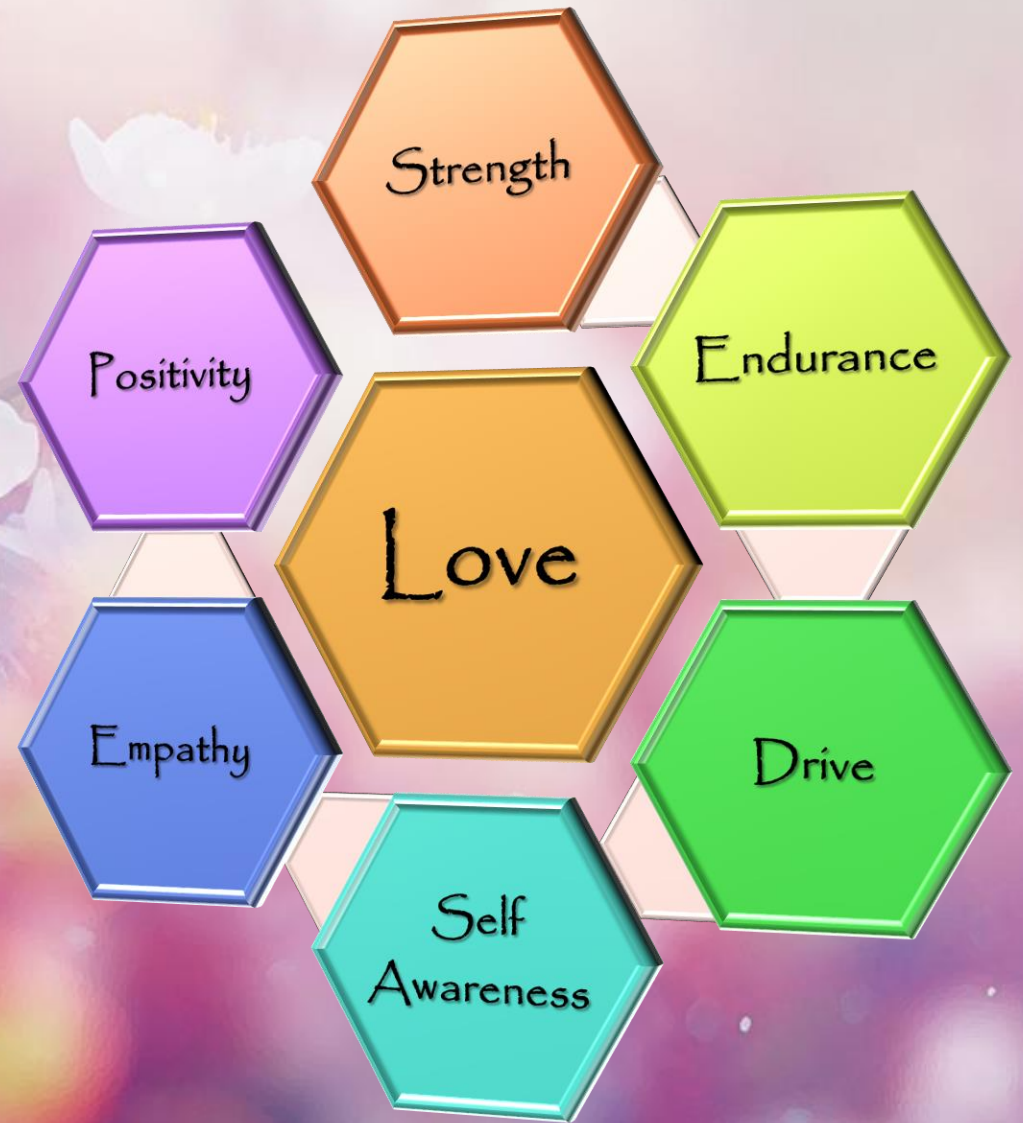 Strength
Endurance
Positivity
Love
Drive
Empathy
Self
Awareness